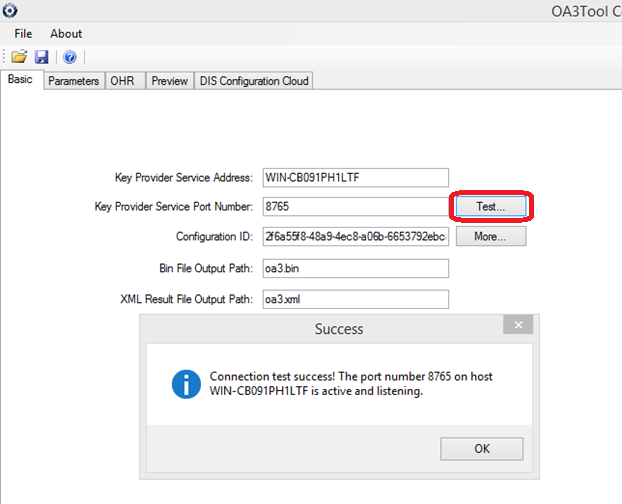 OA3Tool Co
File About
Basic Parameters OHR Preview DIS Configuration Cloud
Key Provider Service Address: WIN-CB091PH1LTF
Key Provider Service Port Number: 8765 Test...
Configuration ID: 2f6a55f8-48a9-4ec8-a06b-6653792ebc More...
Bin File Output Path: oa3.bin
XML Result File Output Path: oa3.xml
Success
Connection test success! The port number 8765 on host
WIN-CB091PH1LTF is active and listening.
OK